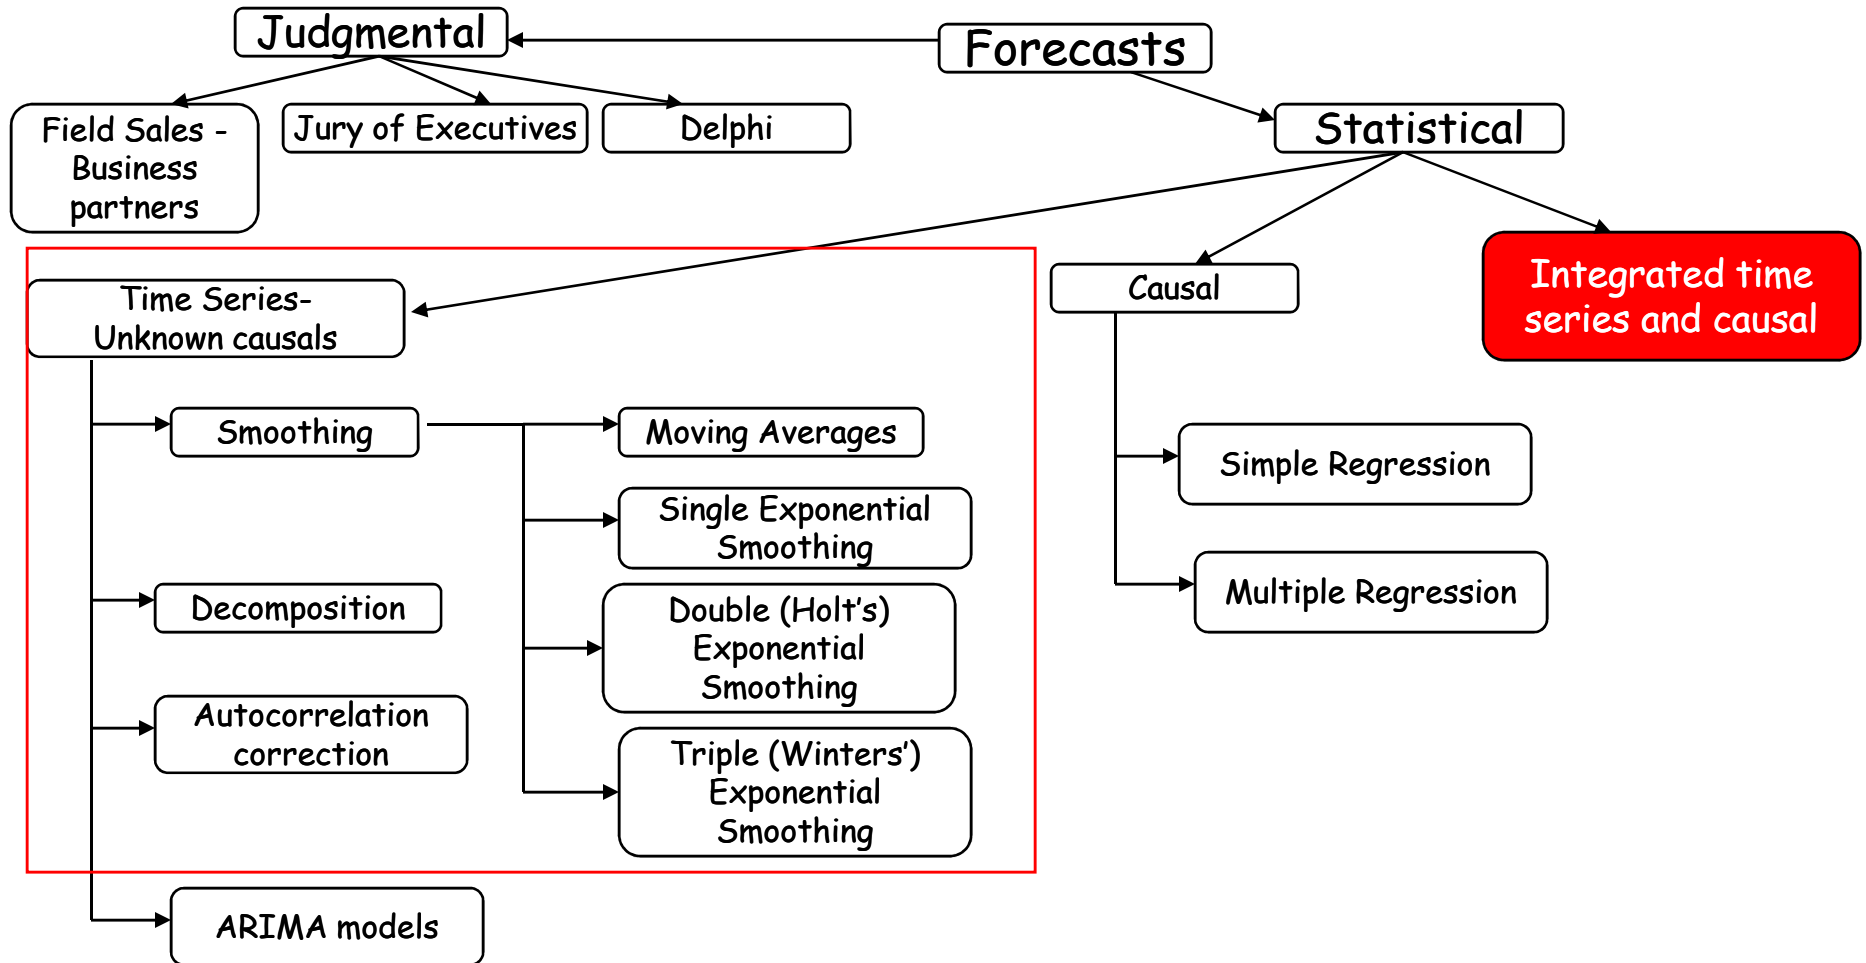 Judgmental
Forecasts
Field Sales -
Business
partners
Jury of Executives
Delphi
Statistical
Time Series-
Unknown causals
Causal
Integrated time
series and causal
Smoothing
Moving Averages
Single Exponential
Smoothing
Simple Regression
Decomposition
Double (Holt's)
Exponential
Smoothing
Multiple Regression
Autocorrelation
correction
Triple (Winters')
Exponential
Smoothing
ARIMA models